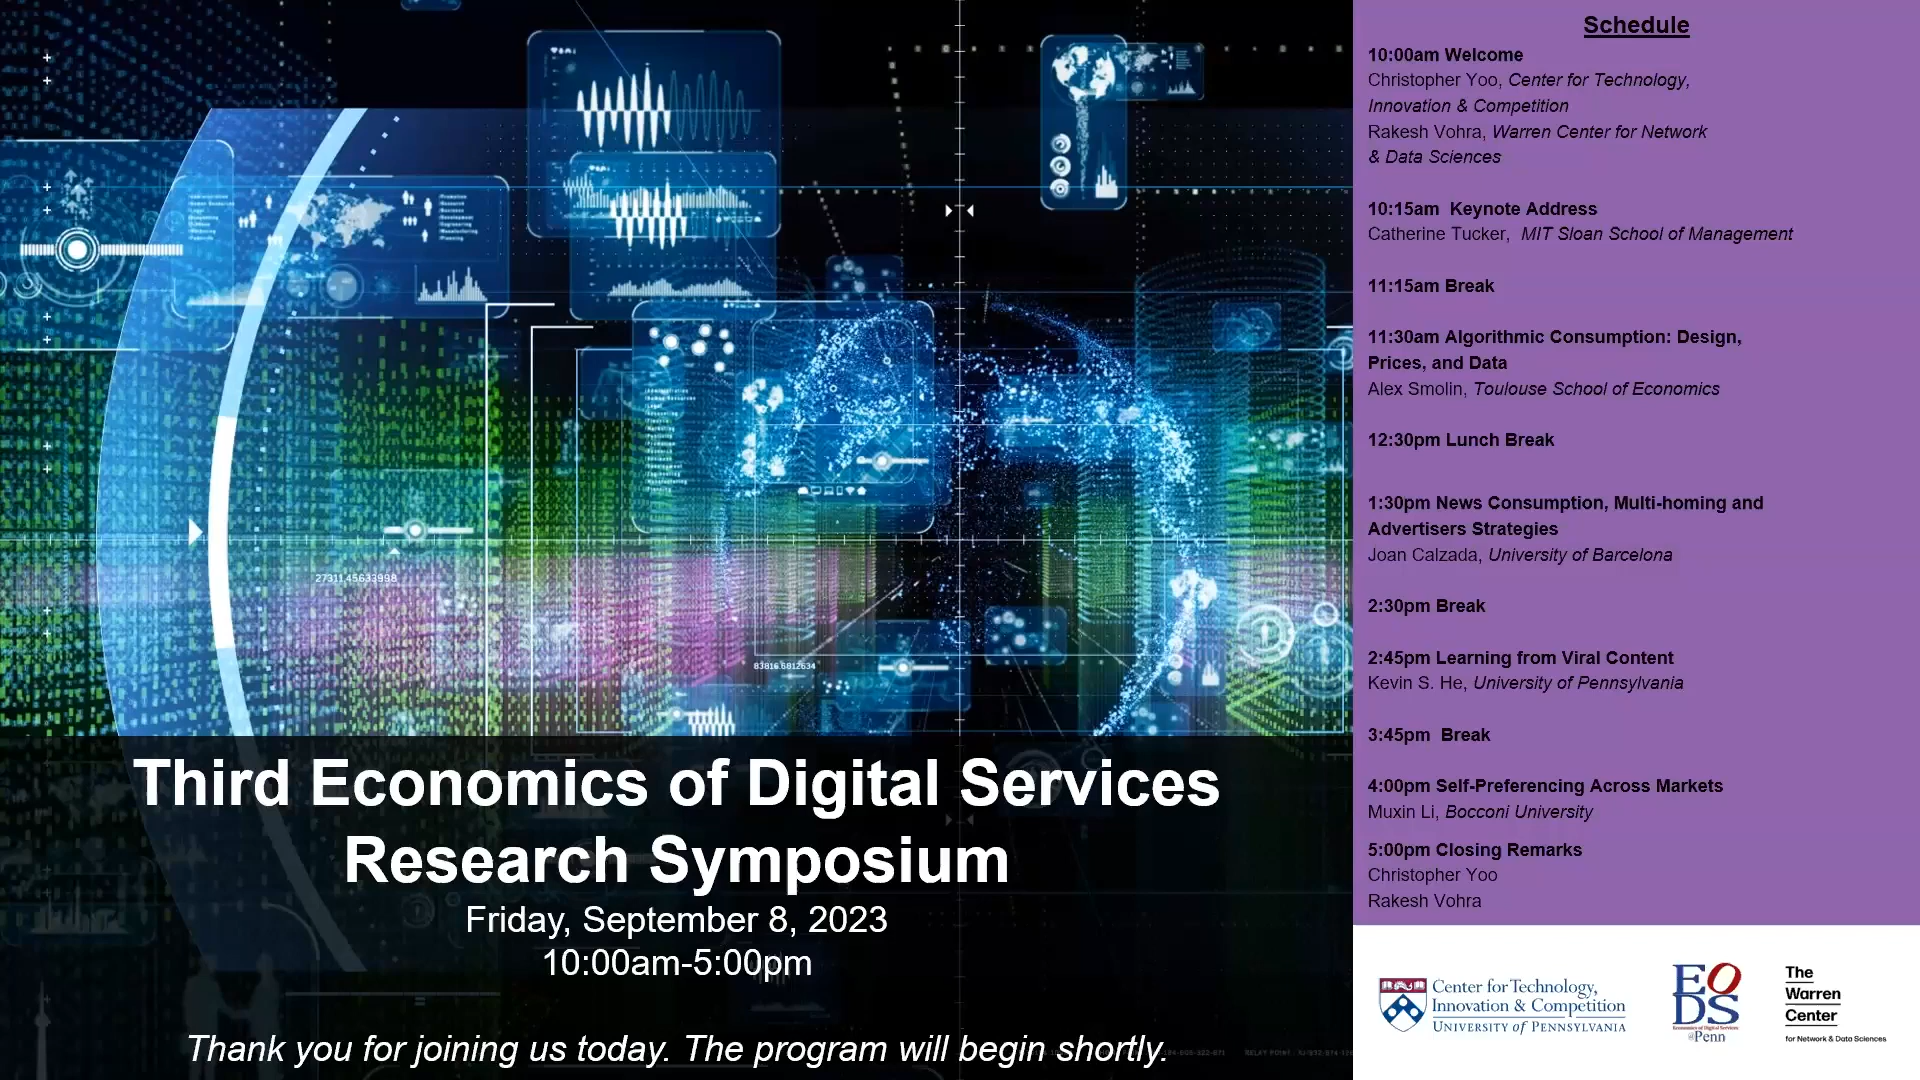 Third Economics of Digital Services
Research Symposium
Friday, September 8, 2023
10:00am-5:00pm
Thank you for joining us today. The program will begin shortly.
27311.45633998
83816.6812634
Schedule
10:00am Welcome
Christopher Yoo, Center for Technology,
Innovation & Competition
Rakesh Vohra, Warren Center for Network
& Data Sciences
10:15am Keynote Address
Catherine Tucker, MIT Sloan School of Management
11:15am Break
11:30am Algorithmic Consumption: Design,
Prices, and Data
Alex Smolin, Toulouse School of Economics
12:30pm Lunch Break
1:30pm News Consumption, Multi-homing and
Advertisers Strategies
Joan Calzada, University of Barcelona
2:30pm Break
2:45pm Learning from Viral Content
Kevin S. He, University of Pennsylvania
3:45pm Break
4:00pm Self-Preferencing Across Markets
Muxin Li, Bocconi University
5:00pm Closing Remarks
Christopher Yoo
Rakesh Vohra
Center for Technology,
Innovation & Competition
UNIVERSITY of PENNSYLVANIA
EODS
Economics of Digital Services
@Penn
The
Warren
Center
for Network & Data Sciences